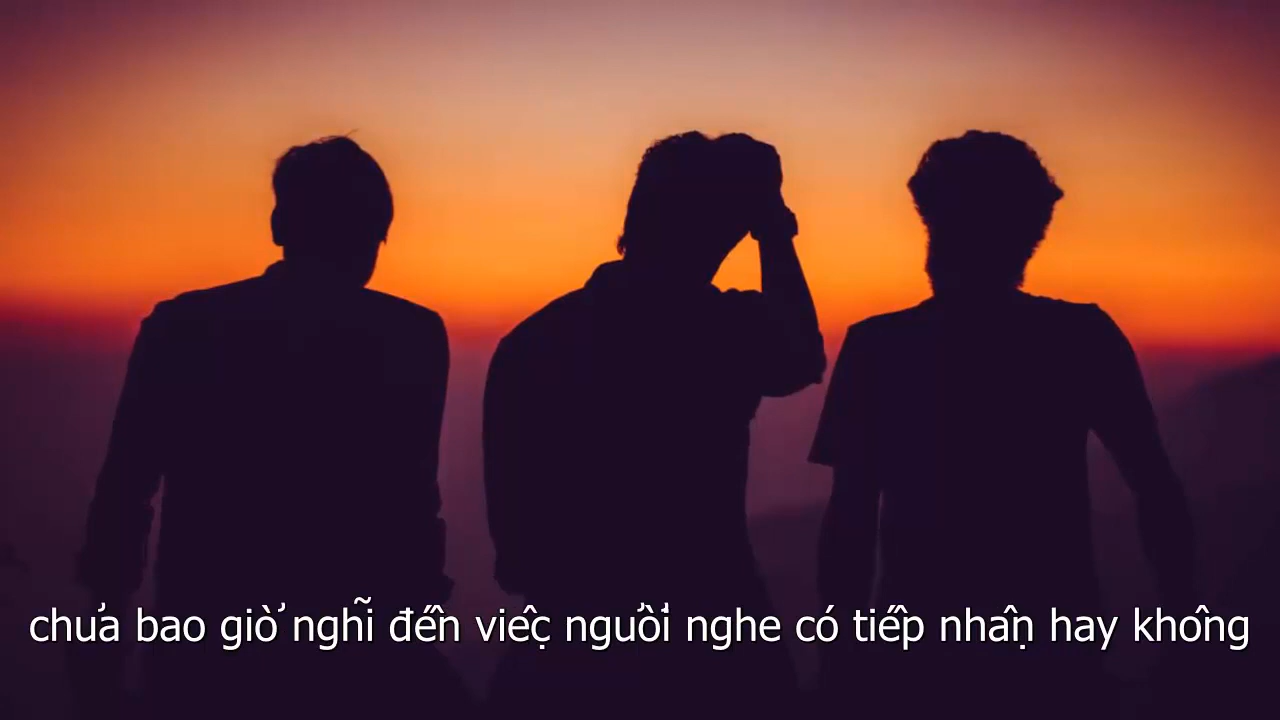 chưa bao giờ nghĩ đến việc người nghe có tiếp nhận hay không